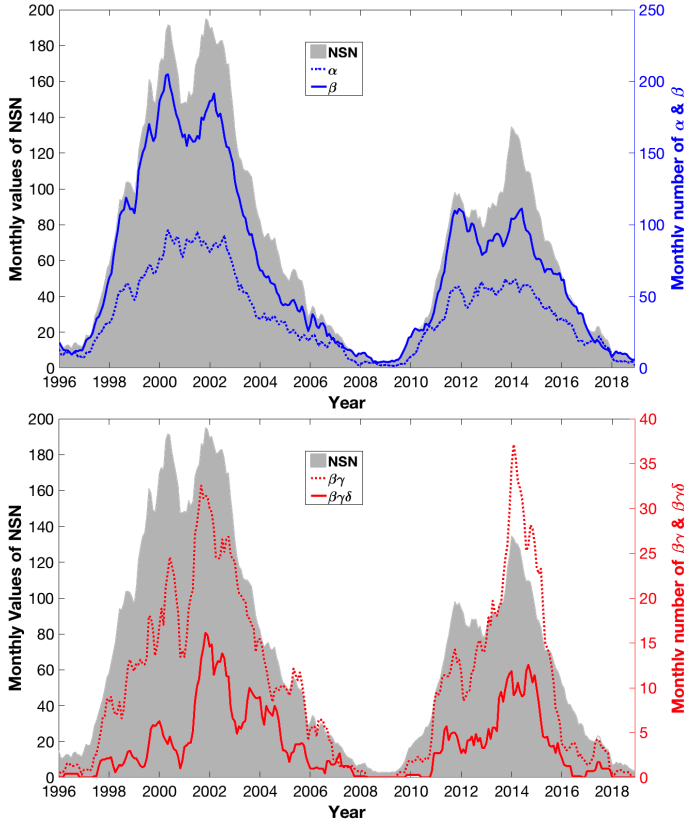 200
180
160
140
120
100
80
60
40
20
0
Monthly values of NSN
NSN
α
β
250
200
150
100
50
0
Monthly number of α & β
1996 1998 2000 2002 2004 2006 2008 2010 2012 2014 2016 2018
Year
200
180
160
140
120
100
80
60
40
20
0
Monthly Values of NSN
NSN
βγ
βγδ
40
35
30
25
20
15
10
5
0
Monthly number of βγ & βγδ
1996 1998 2000 2002 2004 2006 2008 2010 2012 2014 2016 2018
Year